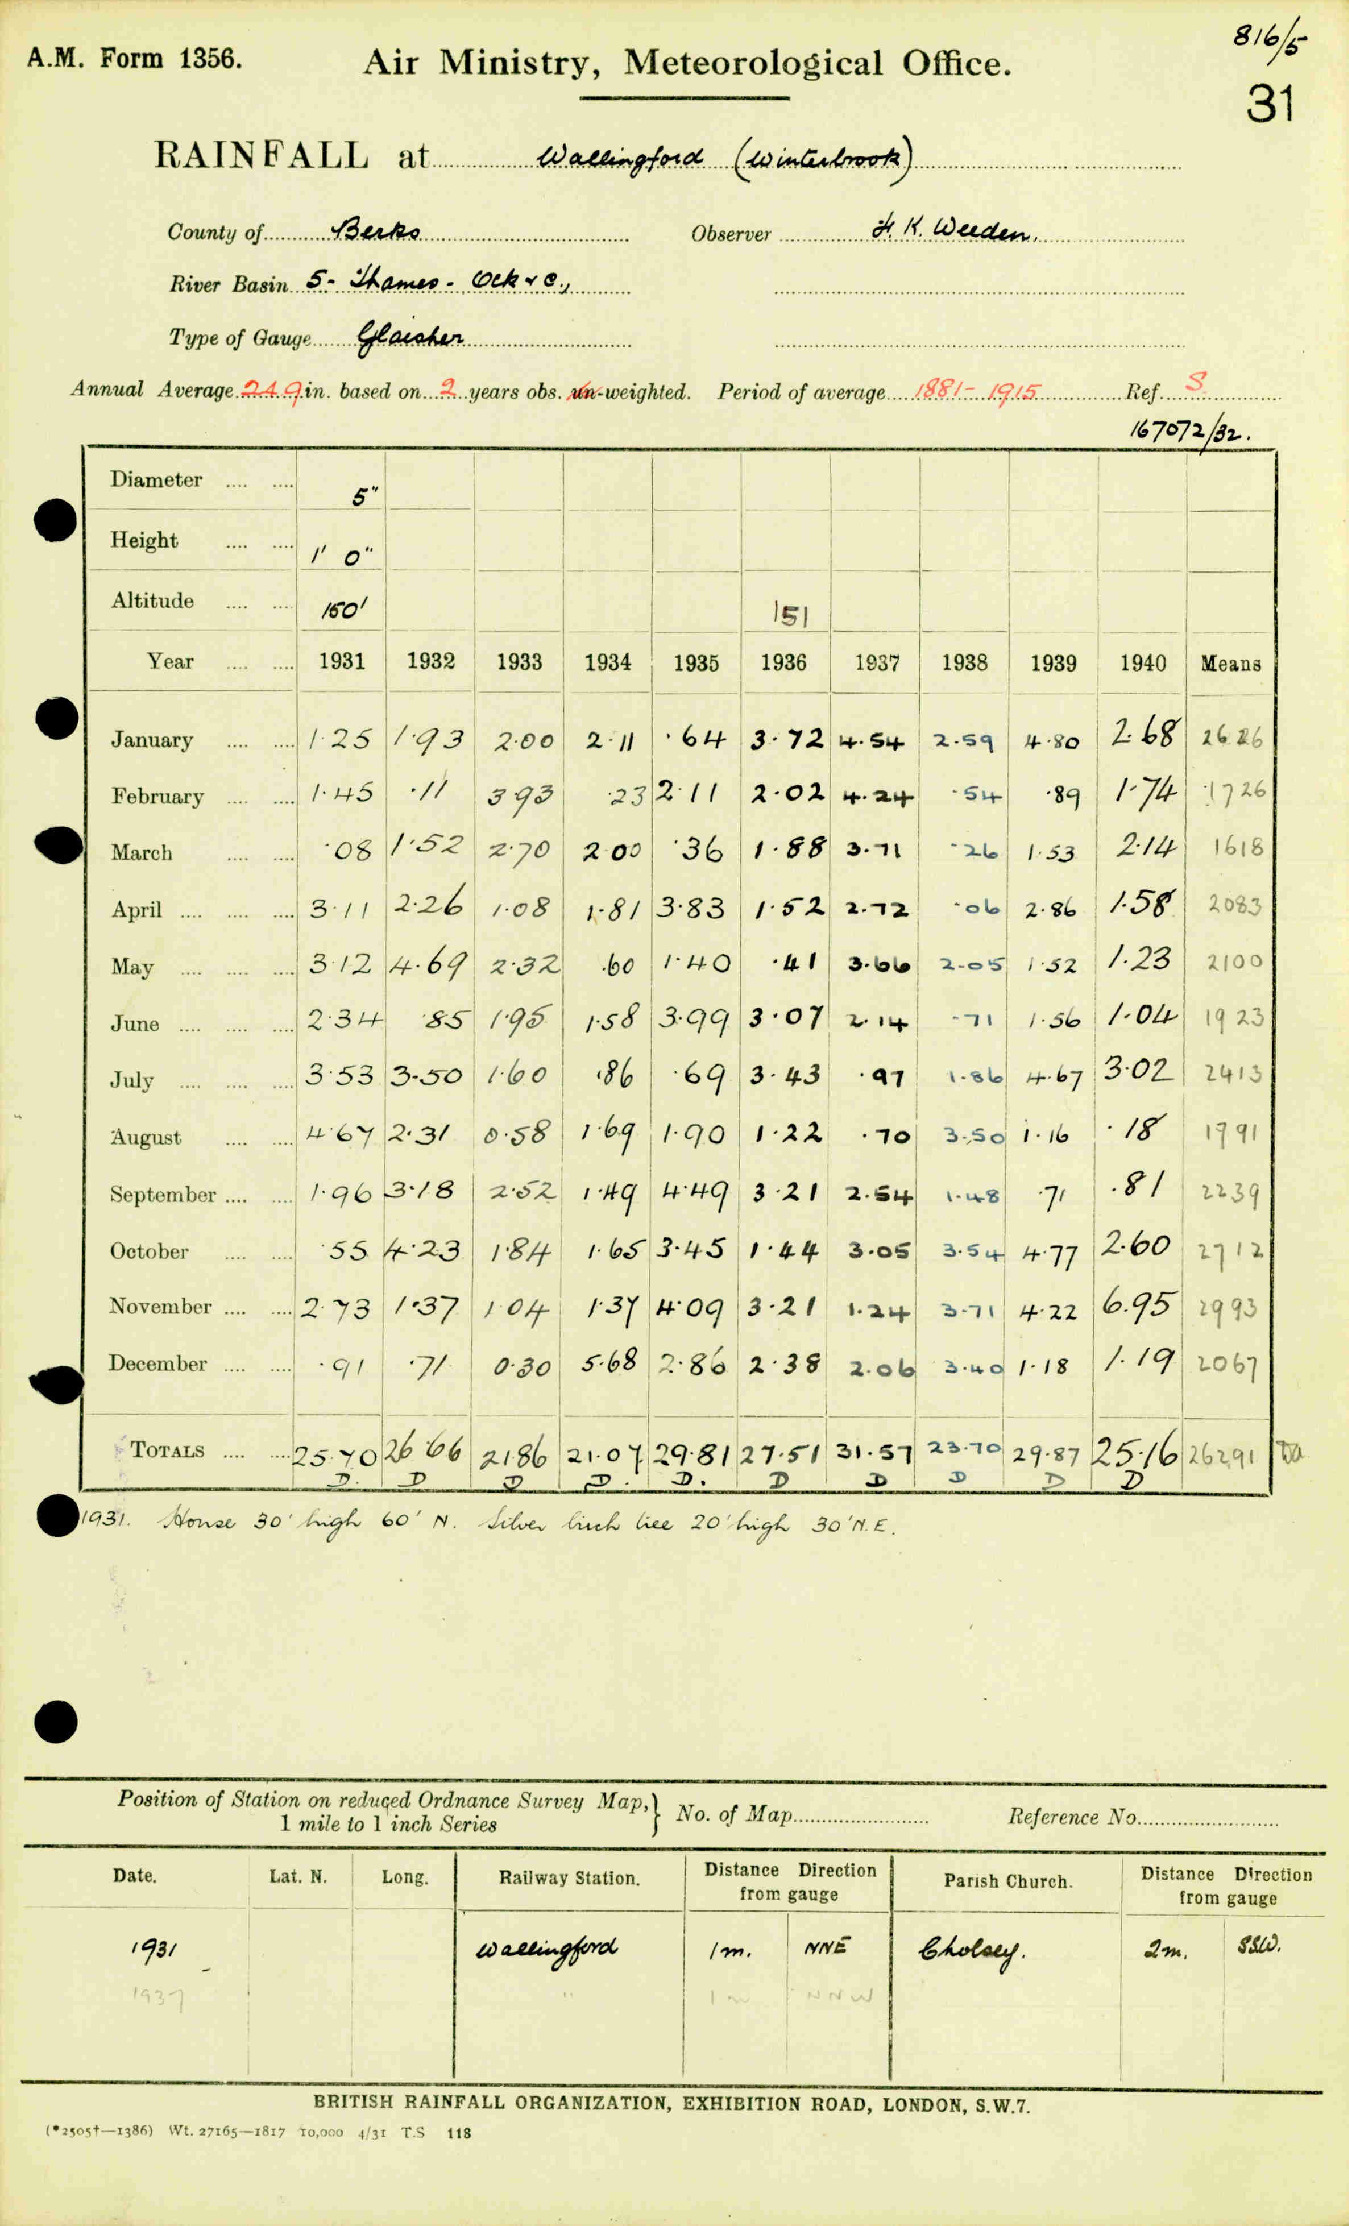 816/5
A.M. Form 1356. Air Ministry, Meteorological Office.
31
RAINFALL at Wallingford (Winterbrook)
County of Berks Observer F. K. Weeden.
River Basin 5- Thames - Ock & c.,
Type of Gauge Glaisher
Annual Average 24.9 in. based on 2 years obs. un-weighted. Period of average 1881-1915 Ref. S.
167072/32.
Diameter .... .... 5"
Height .... .... 1' 0"
Altitude .... .... 150' 151
Year .... .... 1931 1932 1933 1934 1935 1936 1937 1938 1939 1940 Means
January .... .... 1.25 1.93 2.00 2.11 .64 3.72 4.54 2.59 4.80 2.68 2626
February .... .... 1.45 .11 3.93 .23 2.11 2.02 4.24 .54 .89 1.74 1726
March .... .... .08 1.52 2.70 2.00 .36 1.88 3.71 .26 1.53 2.14 1618
April .... .... .... 3.11 2.26 1.08 1.81 3.83 1.52 2.72 .06 2.86 1.58 2083
May .... .... .... 3.12 4.69 2.32 .60 1.40 .41 3.66 2.05 1.52 1.23 2100
June .... .... .... 2.34 .85 1.95 1.58 3.99 3.07 2.14 .71 1.56 1.04 1923
July .... .... .... 3.53 3.50 1.60 .86 .69 3.43 .97 1.86 4.67 3.02 2413
August .... .... 4.67 2.31 0.58 1.69 1.90 1.22 .70 3.50 1.16 .18 1791
September .... .... 1.96 3.18 2.52 1.49 4.49 3.21 2.54 1.48 .71 .81 2239
October .... .... .55 4.23 1.84 1.65 3.45 1.44 3.05 3.54 4.77 2.60 2712
November .... .... 2.73 1.37 1.04 1.37 4.09 3.21 1.24 3.71 4.22 6.95 2993
December .... .... .91 .71 0.30 5.68 2.86 2.38 2.06 3.40 1.18 1.19 2067
TOTALS .... .... 25.70 26.66 21.86 21.07 29.81 27.51 31.57 23.70 29.87 25.16 26291
D. D D D. D. D D D D D
1931. House 30' high 60' N. Silver birch tree 20' high 30' N.E.
Position of Station on reduced Ordnance Survey Map,} No. of Map Reference No.
1 mile to 1 inch Series
Date. Lat. N. Long. Railway Station. Distance Direction from gauge Parish Church. Distance Direction from gauge
1931 Wallingford 1m. NNE Cholsey. 2m. SSW.
1937 " 1m NNW
BRITISH RAINFALL ORGANIZATION, EXHIBITION ROAD, LONDON, S.W.7.
(*2505†—1386) Wt. 27165—1817 10,000 4/31 T.S 118